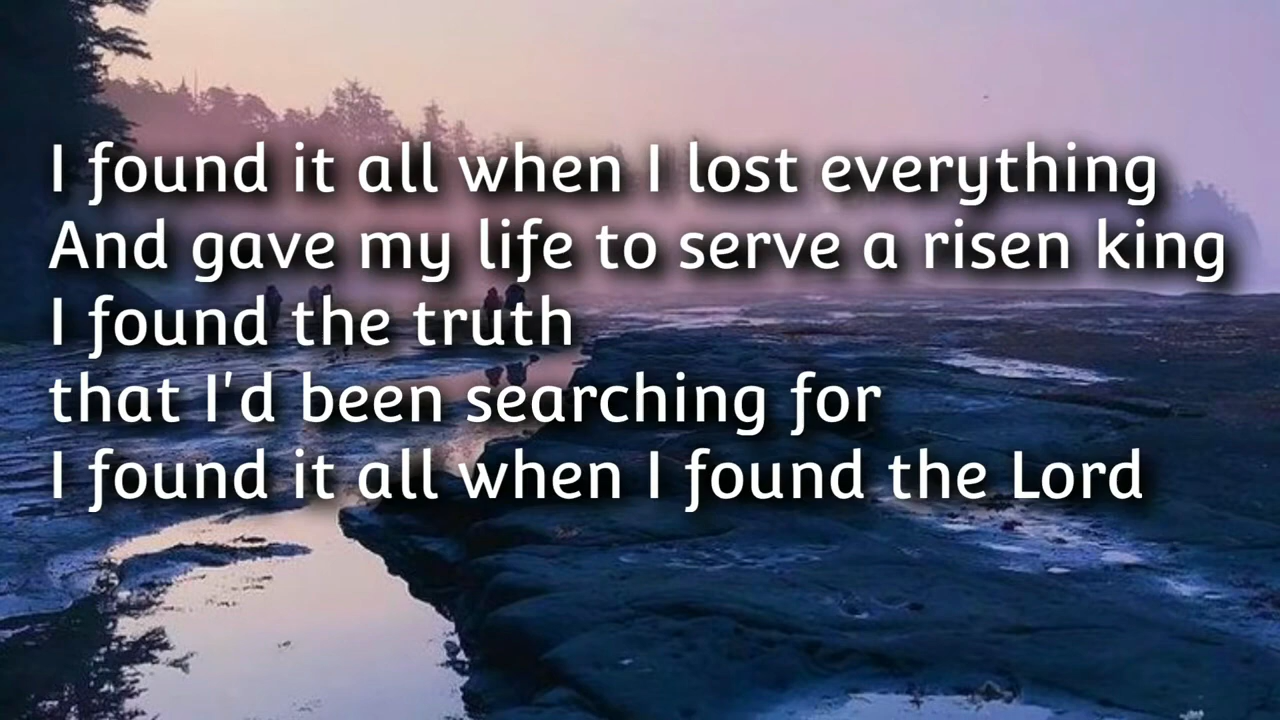 I found it all when I lost everything
And gave my life to serve a risen king
I found the truth
that I'd been searching for
I found it all when I found the Lord